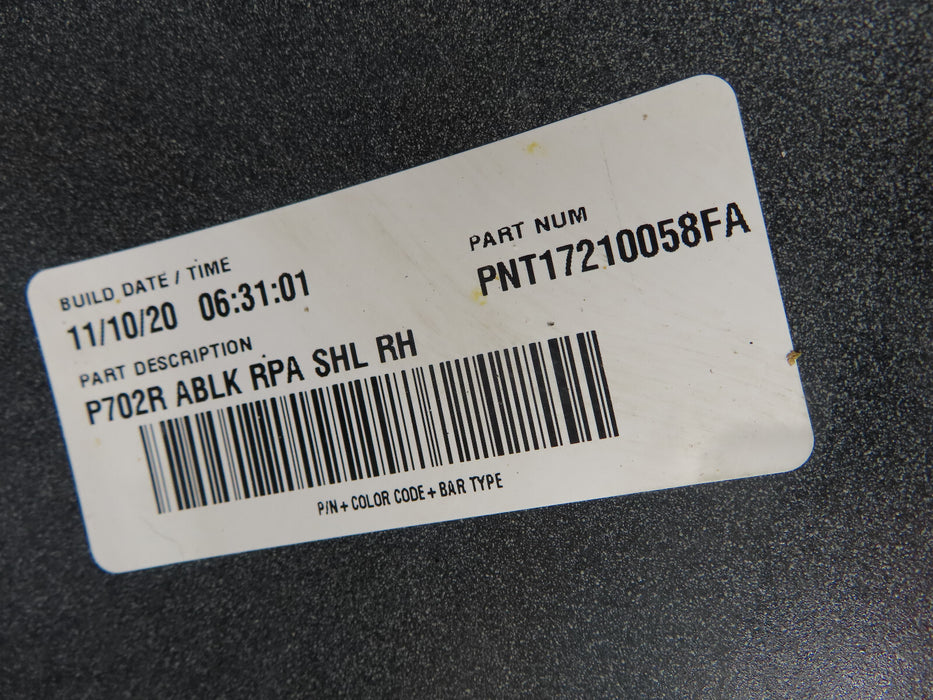 BUILD DATE / TIME
11/10/20 06:31:01
PART NUM
PNT17210058FA
PART DESCRIPTION
P702R ABLK RPA SHL RH
P/N + COLOR CODE + BAR TYPE